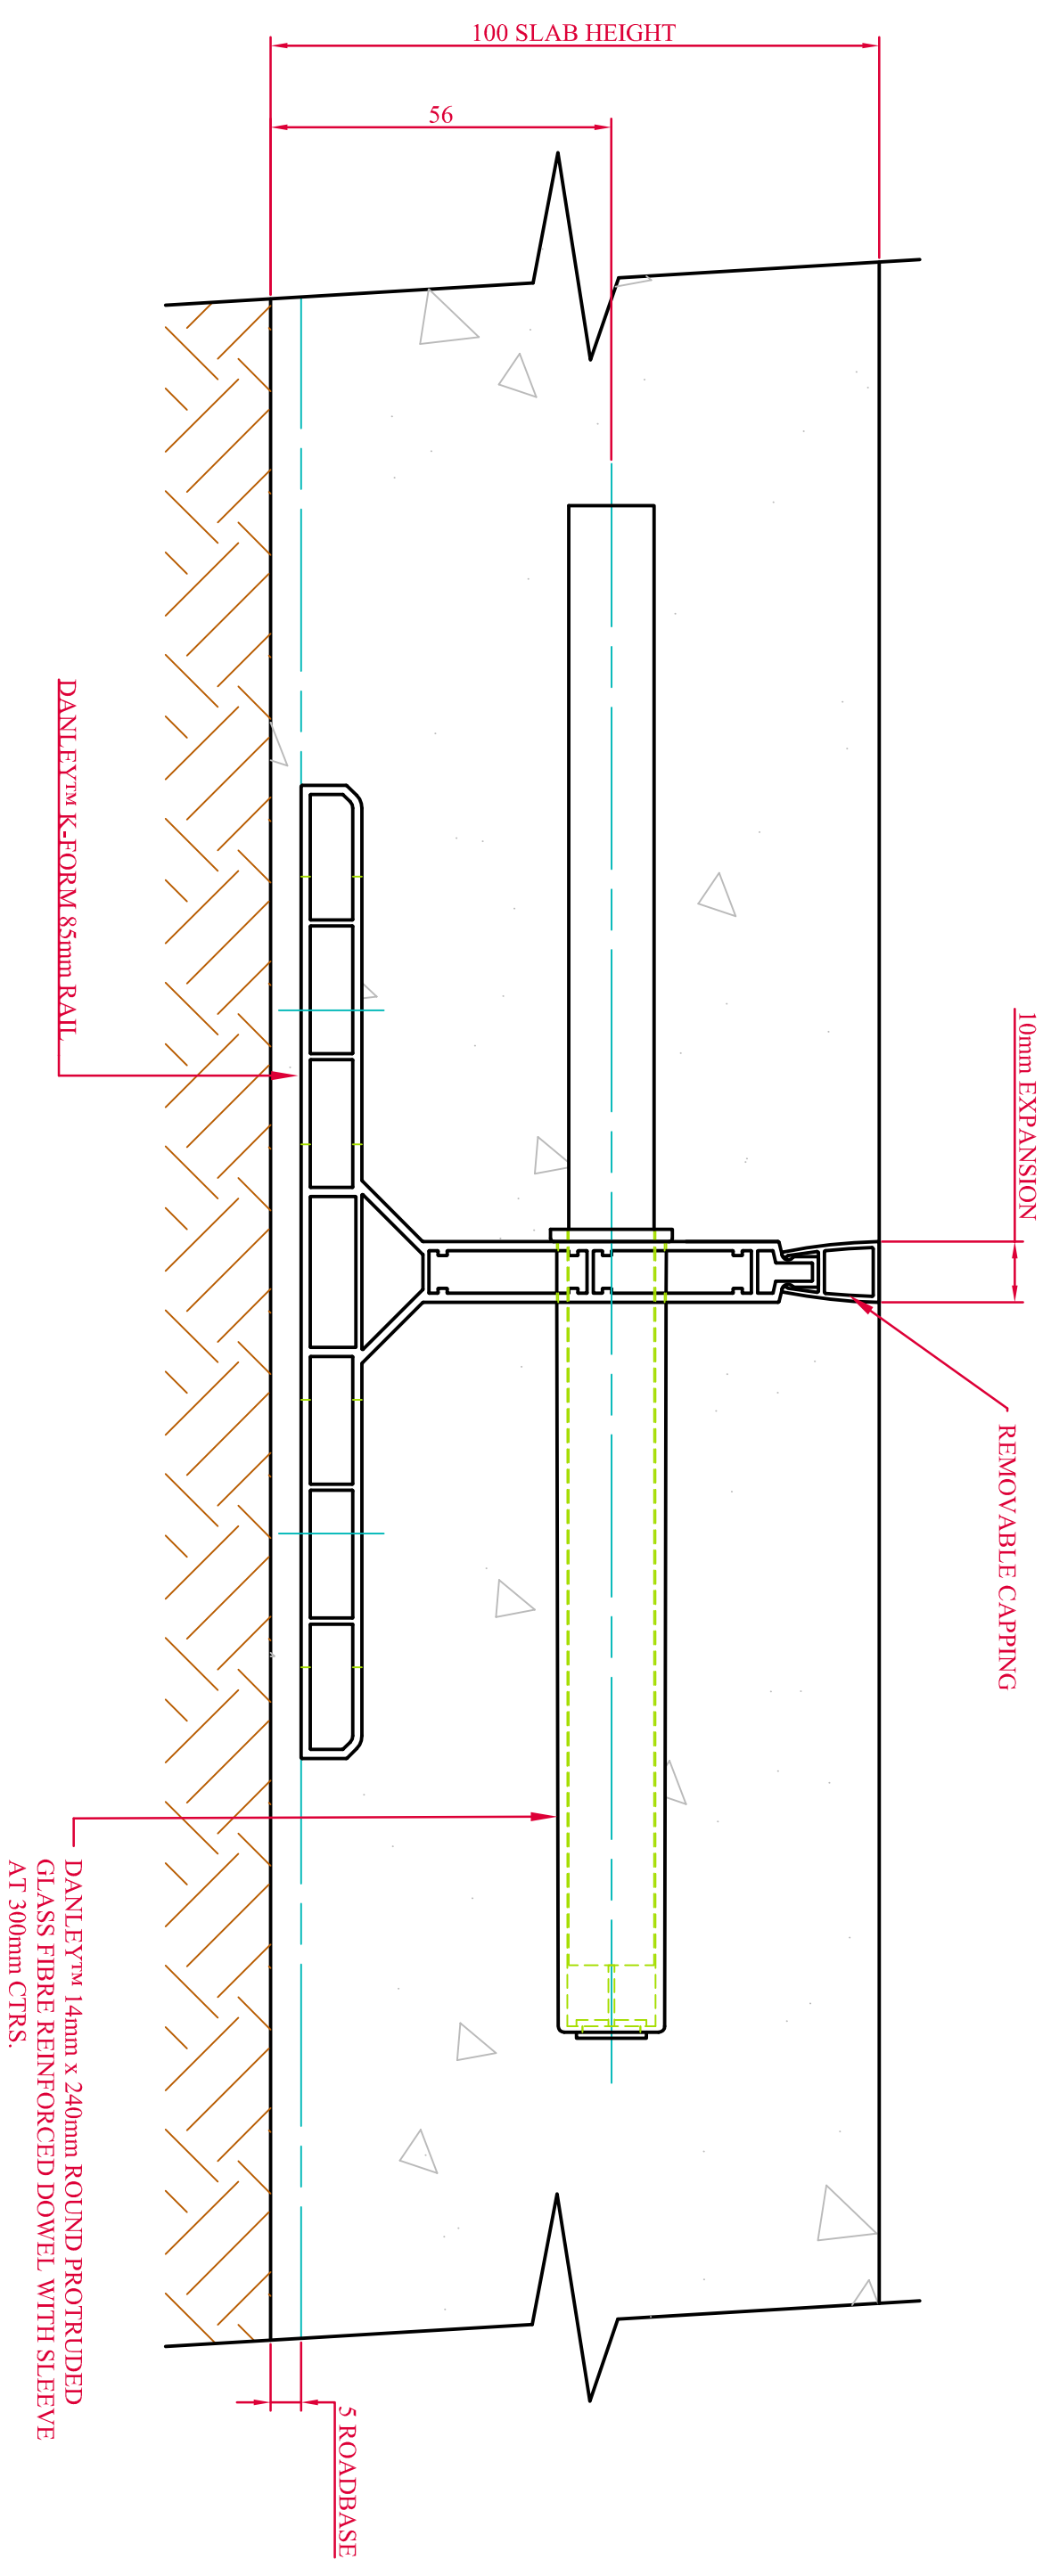 100 SLAB HEIGHT
56
10mm EXPANSION
REMOVABLE CAPPING
DANLEY™ K-FORM 85mm RAIL
DANLEY™ 14mm x 240mm ROUND PROTRUDED
GLASS FIBRE REINFORCED DOWEL WITH SLEEVE
AT 300mm CTRS.
5 ROADBASE